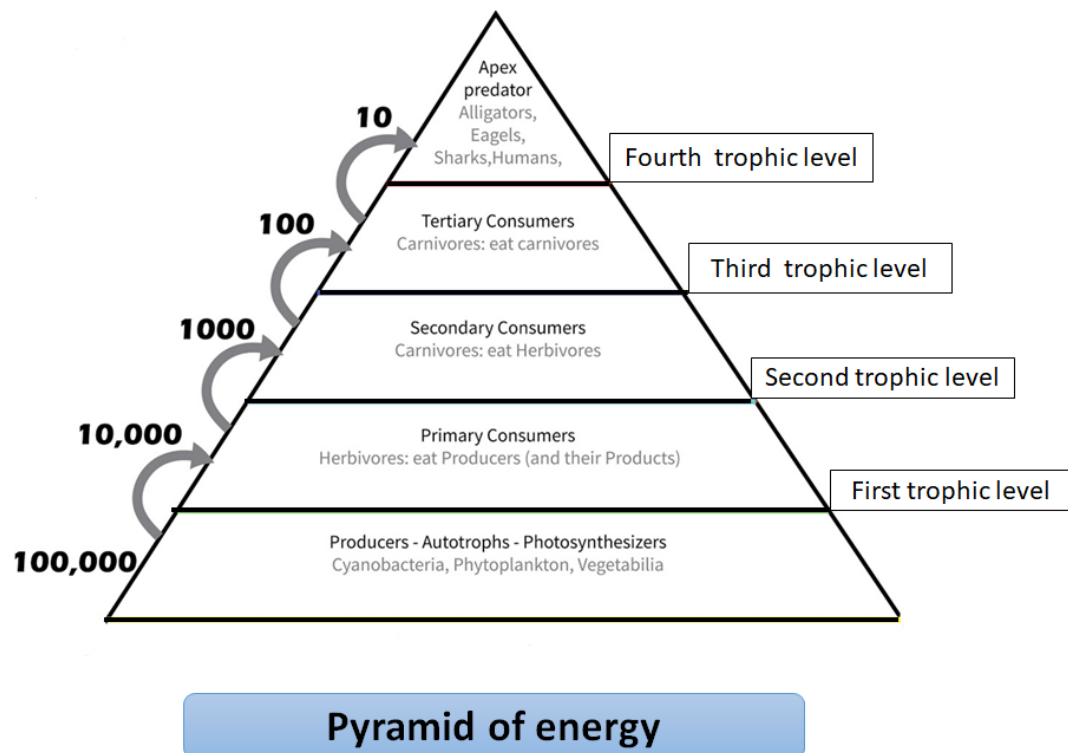 Apex
predator
Alligators,
Eagels,
Sharks,Humans,
10
Fourth trophic level
Tertiary Consumers
Carnivores: eat carnivores
100
Third trophic level
Secondary Consumers
Carnivores: eat Herbivores
1000
Second trophic level
Primary Consumers
Herbivores: eat Producers (and their Products)
10,000
First trophic level
Producers - Autotrophs - Photosynthesizers
Cyanobacteria, Phytoplankton, Vegetabilia
100,000
Pyramid of energy